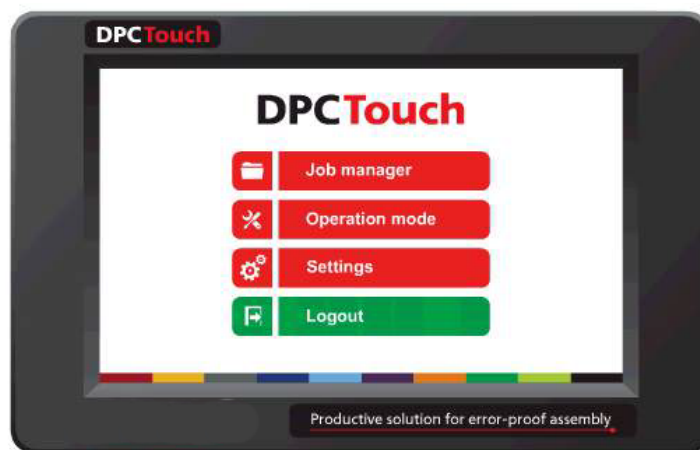 DPCTouch
DPCTouch
Job manager
Operation mode
Settings
Logout
Productive solution for error-proof assembly